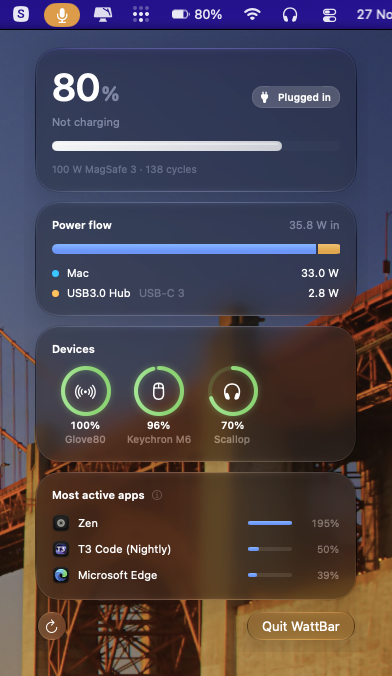 S 80% 27 No
80%
Plugged in
Not charging
100 W MagSafe 3 · 138 cycles
Power flow 35.8 W in
Mac 33.0 W
USB3.0 Hub USB-C 3 2.8 W
Devices
100% 96% 70%
Glove80 Keychron M6 Scallop
Most active apps
Zen 195%
T3 Code (Nightly) 50%
Microsoft Edge 39%
Quit WattBar